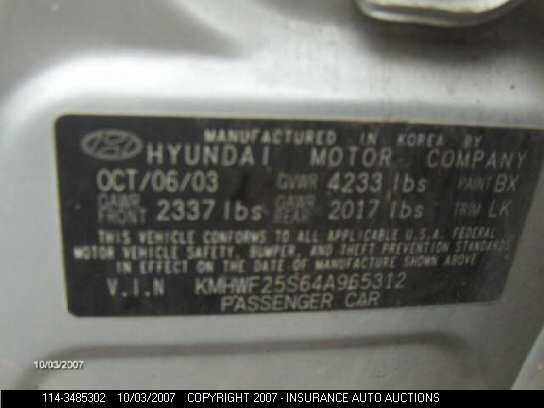 MANUFACTURED IN KOREA BY
HYUNDAI MOTOR COMPANY
OCT/06/03 GVWR 4233 lbs PAINT BX
GAWR FRONT 2337 lbs GAWR REAR 2017 lbs TRIM LK
THIS VEHICLE CONFORMS TO ALL APPLICABLE U.S.A. FEDERAL
MOTOR VEHICLE SAFETY, BUMPER, AND THEFT PREVENTION STANDARDS
IN EFFECT ON THE DATE OF MANUFACTURE SHOWN ABOVE.
V.I.N KMHWF25S64A965312
PASSENGER CAR
10/03/2007
114-3485302 10/03/2007 COPYRIGHT 2007 - INSURANCE AUTO AUCTIONS